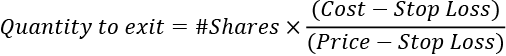 Quantity to exit = #Shares × (Cost − Stop Loss) / (Price − Stop Loss)